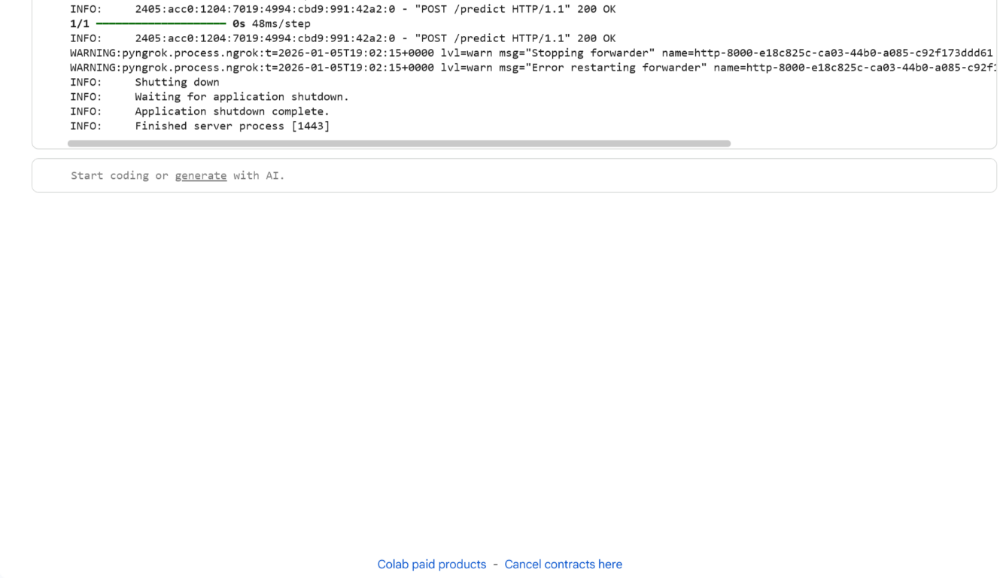 INFO:     2405:acc0:1204:7019:4994:cbd9:991:42a2:0 - "POST /predict HTTP/1.1" 200 OK
1/1 ━━━━━━━━━━━━━━━━━━━━ 0s 48ms/step
INFO:     2405:acc0:1204:7019:4994:cbd9:991:42a2:0 - "POST /predict HTTP/1.1" 200 OK
WARNING:pyngrok.process.ngrok:t=2026-01-05T19:02:15+0000 lvl=warn msg="Stopping forwarder" name=http-8000-e18c825c-ca03-44b0-a085-c92f173ddd61
WARNING:pyngrok.process.ngrok:t=2026-01-05T19:02:15+0000 lvl=warn msg="Error restarting forwarder" name=http-8000-e18c825c-ca03-44b0-a085-c92f1
INFO:     Shutting down
INFO:     Waiting for application shutdown.
INFO:     Application shutdown complete.
INFO:     Finished server process [1443]
Start coding or generate with AI.
Colab paid products - Cancel contracts here